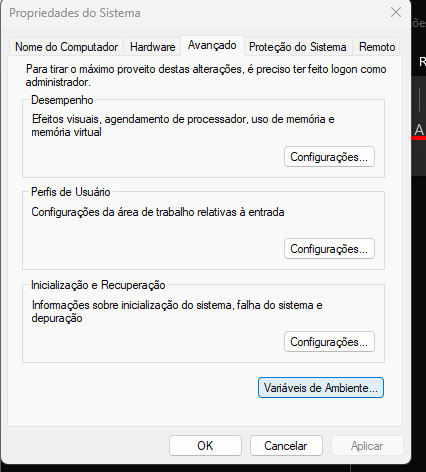 Propriedades do Sistema
Nome do Computador Hardware Avançado Proteção do Sistema Remoto
Para tirar o máximo proveito destas alterações, é preciso ter feito logon como
administrador.
Desempenho
Efeitos visuais, agendamento de processador, uso de memória e
memória virtual
Configurações...
Perfis de Usuário
Configurações da área de trabalho relativas à entrada
Configurações...
Inicialização e Recuperação
Informações sobre inicialização do sistema, falha do sistema e
depuração
Configurações...
Variáveis de Ambiente...
OK Cancelar Aplicar